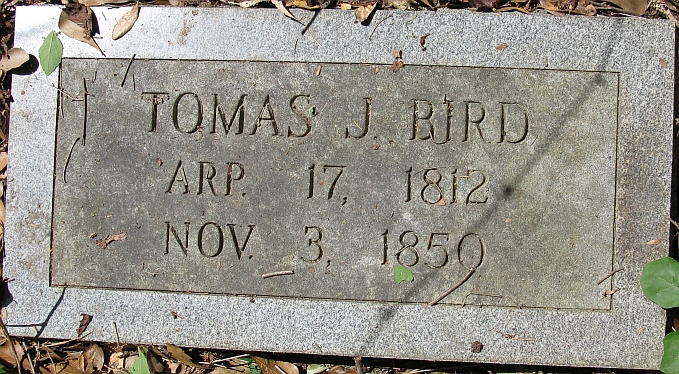 TOMAS J. BIRD
ARP. 17, 1812
NOV. 3, 1850